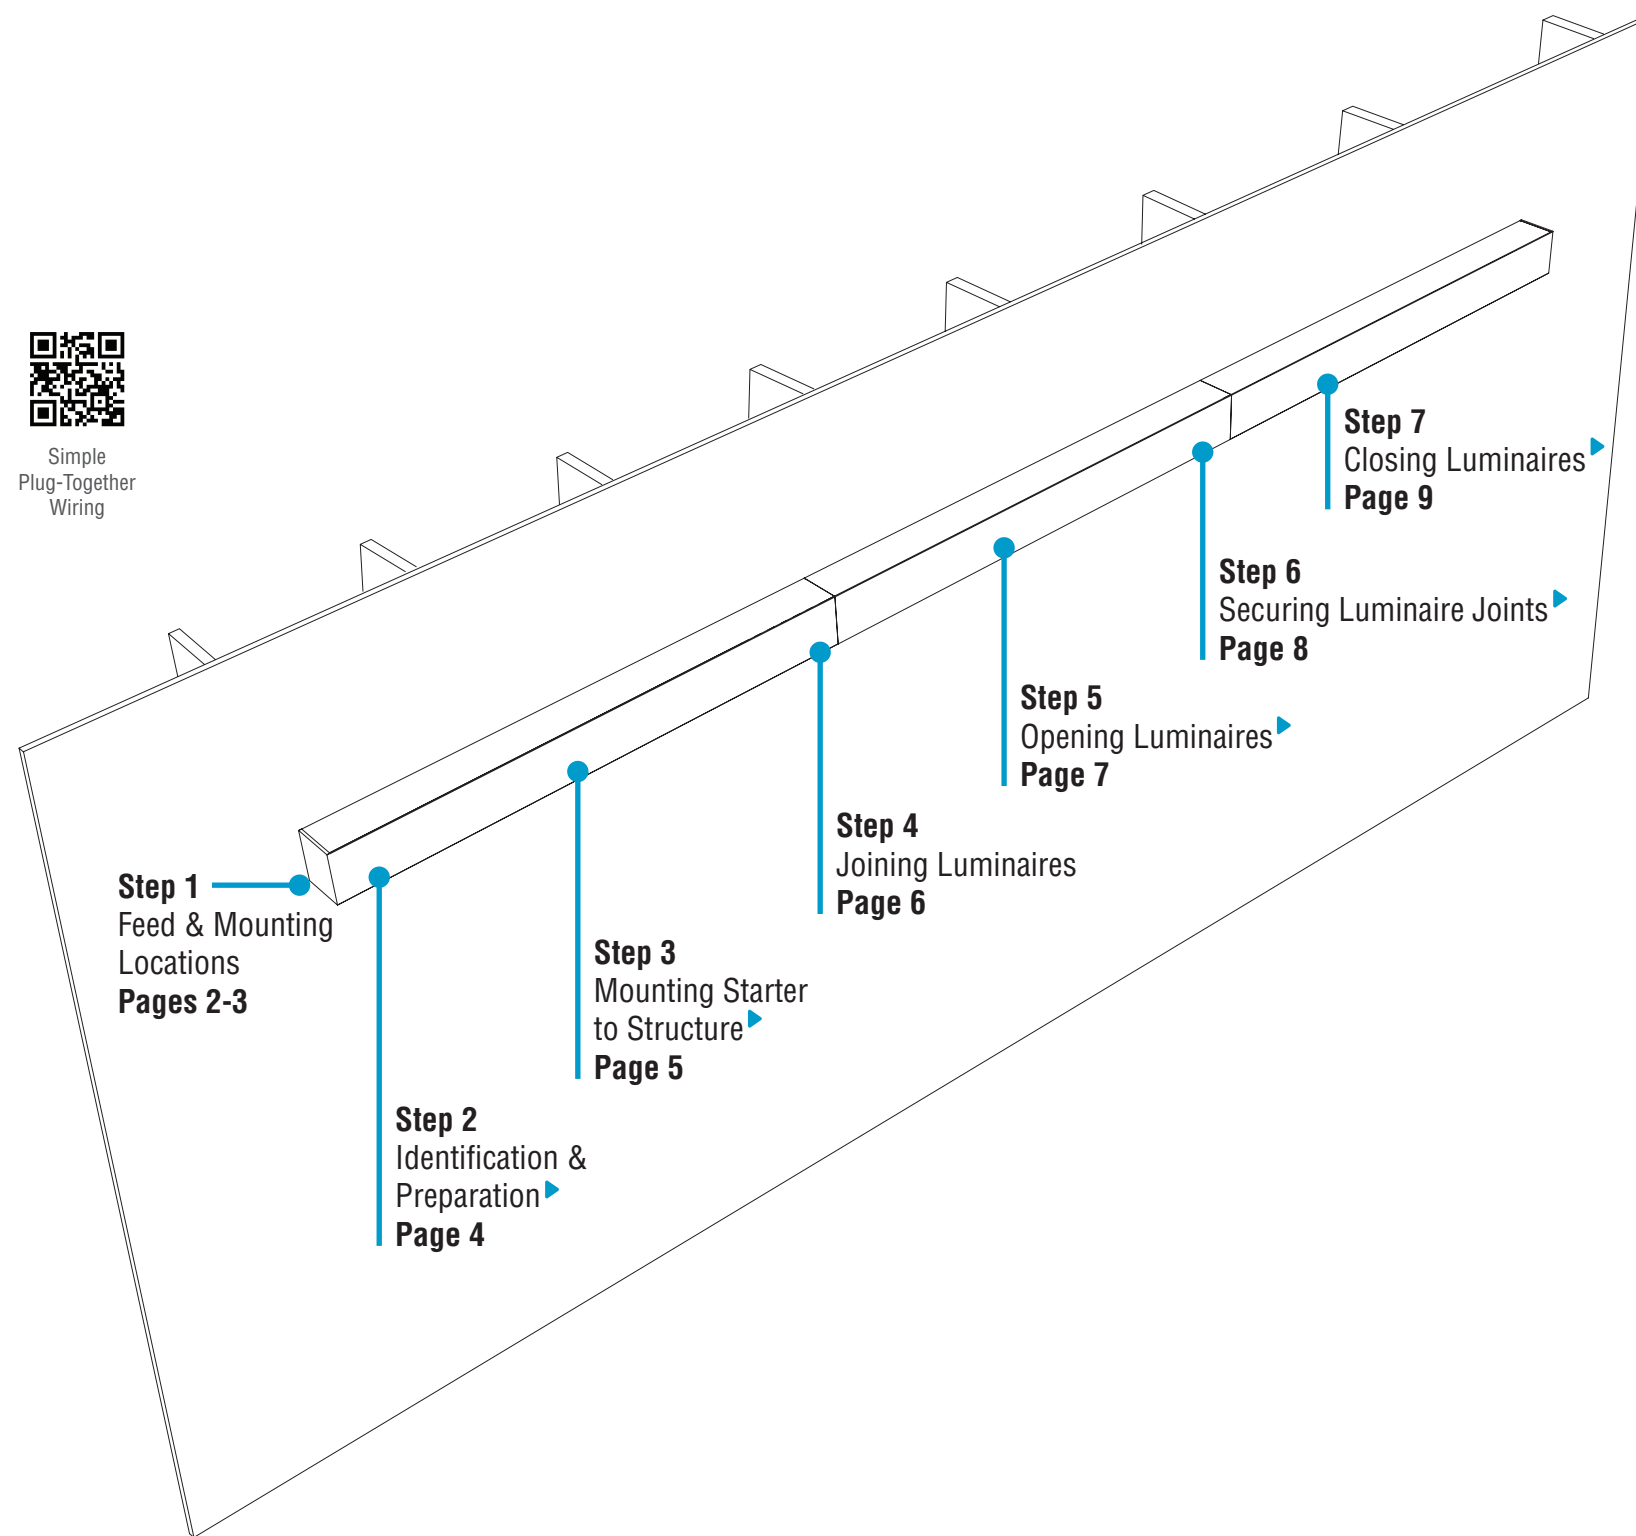 Simple
Plug-Together
Wiring
Step 1
Feed & Mounting
Locations
Pages 2-3
Step 2
Identification &
Preparation
Page 4
Step 3
Mounting Starter
to Structure
Page 5
Step 4
Joining Luminaires
Page 6
Step 5
Opening Luminaires
Page 7
Step 6
Securing Luminaire Joints
Page 8
Step 7
Closing Luminaires
Page 9